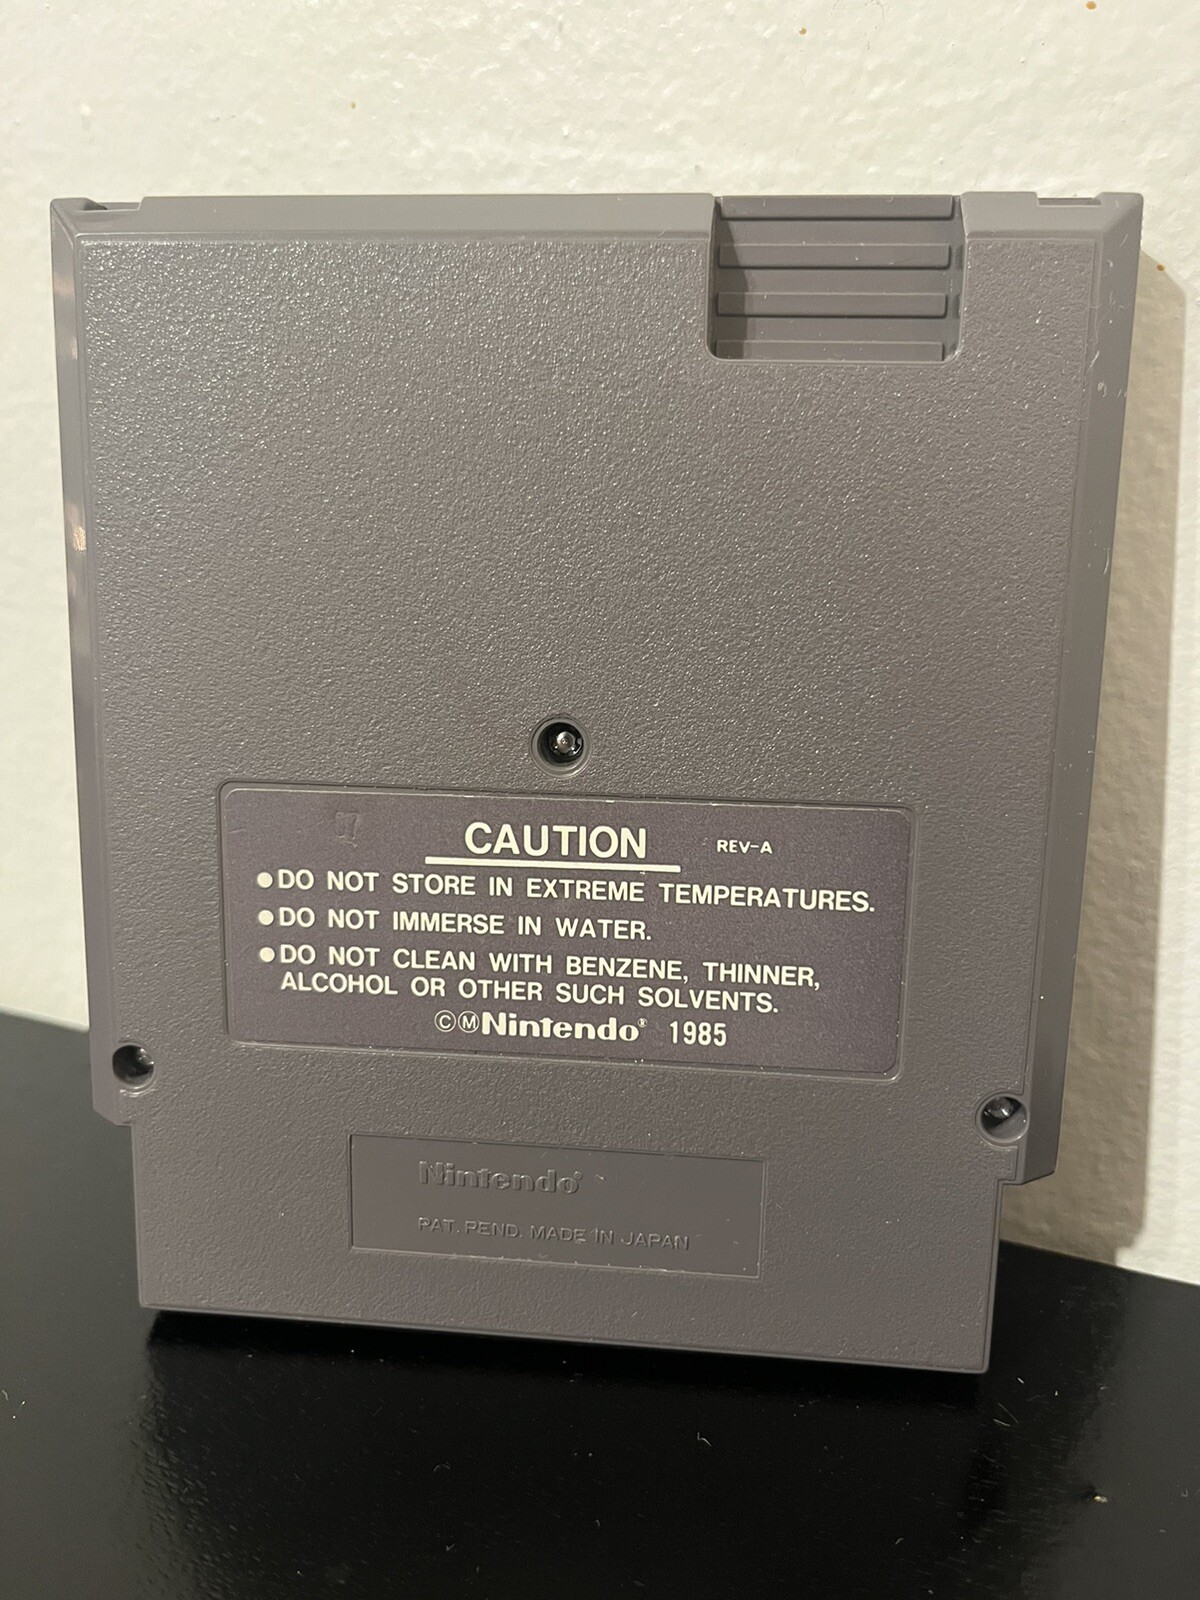 CAUTION REV-A
●DO NOT STORE IN EXTREME TEMPERATURES.
●DO NOT IMMERSE IN WATER.
●DO NOT CLEAN WITH BENZENE, THINNER,
ALCOHOL OR OTHER SUCH SOLVENTS.
ⒸⓂNintendo® 1985
Nintendo®
PAT. PEND. MADE IN JAPAN